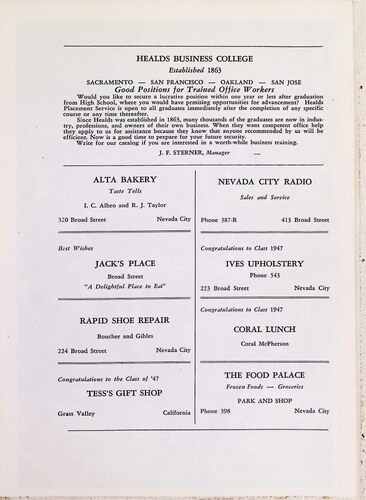 HEALDS BUSINESS COLLEGE
Established 1863
SACRAMENTO — SAN FRANCISCO — OAKLAND — SAN JOSE
Good Positions for Trained Office Workers
Would you like to secure a lucrative position within one year or less after graduation
from High School, where you would have promising opportunities for advancement? Healds
Placement Service is open to all graduates immediately after the completion of any specific
course or any time thereafter.
Since Healds was established in 1863, many thousands of the graduates are now in indus-
try, professions, and owners of their own business. When they want competent office help
they apply to us for assistance because they know that anyone recommended by us will be
efficient. Now is a good time to prepare for your future security.
Write for our catalog if you are interested in a worth-while business training.
J. F. STERNER, Manager —
ALTA BAKERY
Taste Tells
I. C. Albeo and R. J. Taylor
320 Broad Street Nevada City
NEVADA CITY RADIO
Sales and Service
Phone 387-R 413 Broad Street
Best Wishes
JACK'S PLACE
Broad Street
"A Delightful Place to Eat"
Congratulations to Class 1947
IVES UPHOLSTERY
Phone 543
223 Broad Street Nevada City
RAPID SHOE REPAIR
Boucher and Gibles
224 Broad Street Nevada City
Congratulations to Class 1947
CORAL LUNCH
Coral McPherson
Congratulations to the Class of '47
TESS'S GIFT SHOP
Grass Valley California
THE FOOD PALACE
Frozen Foods — Groceries
PARK AND SHOP
Phone 398 Nevada City